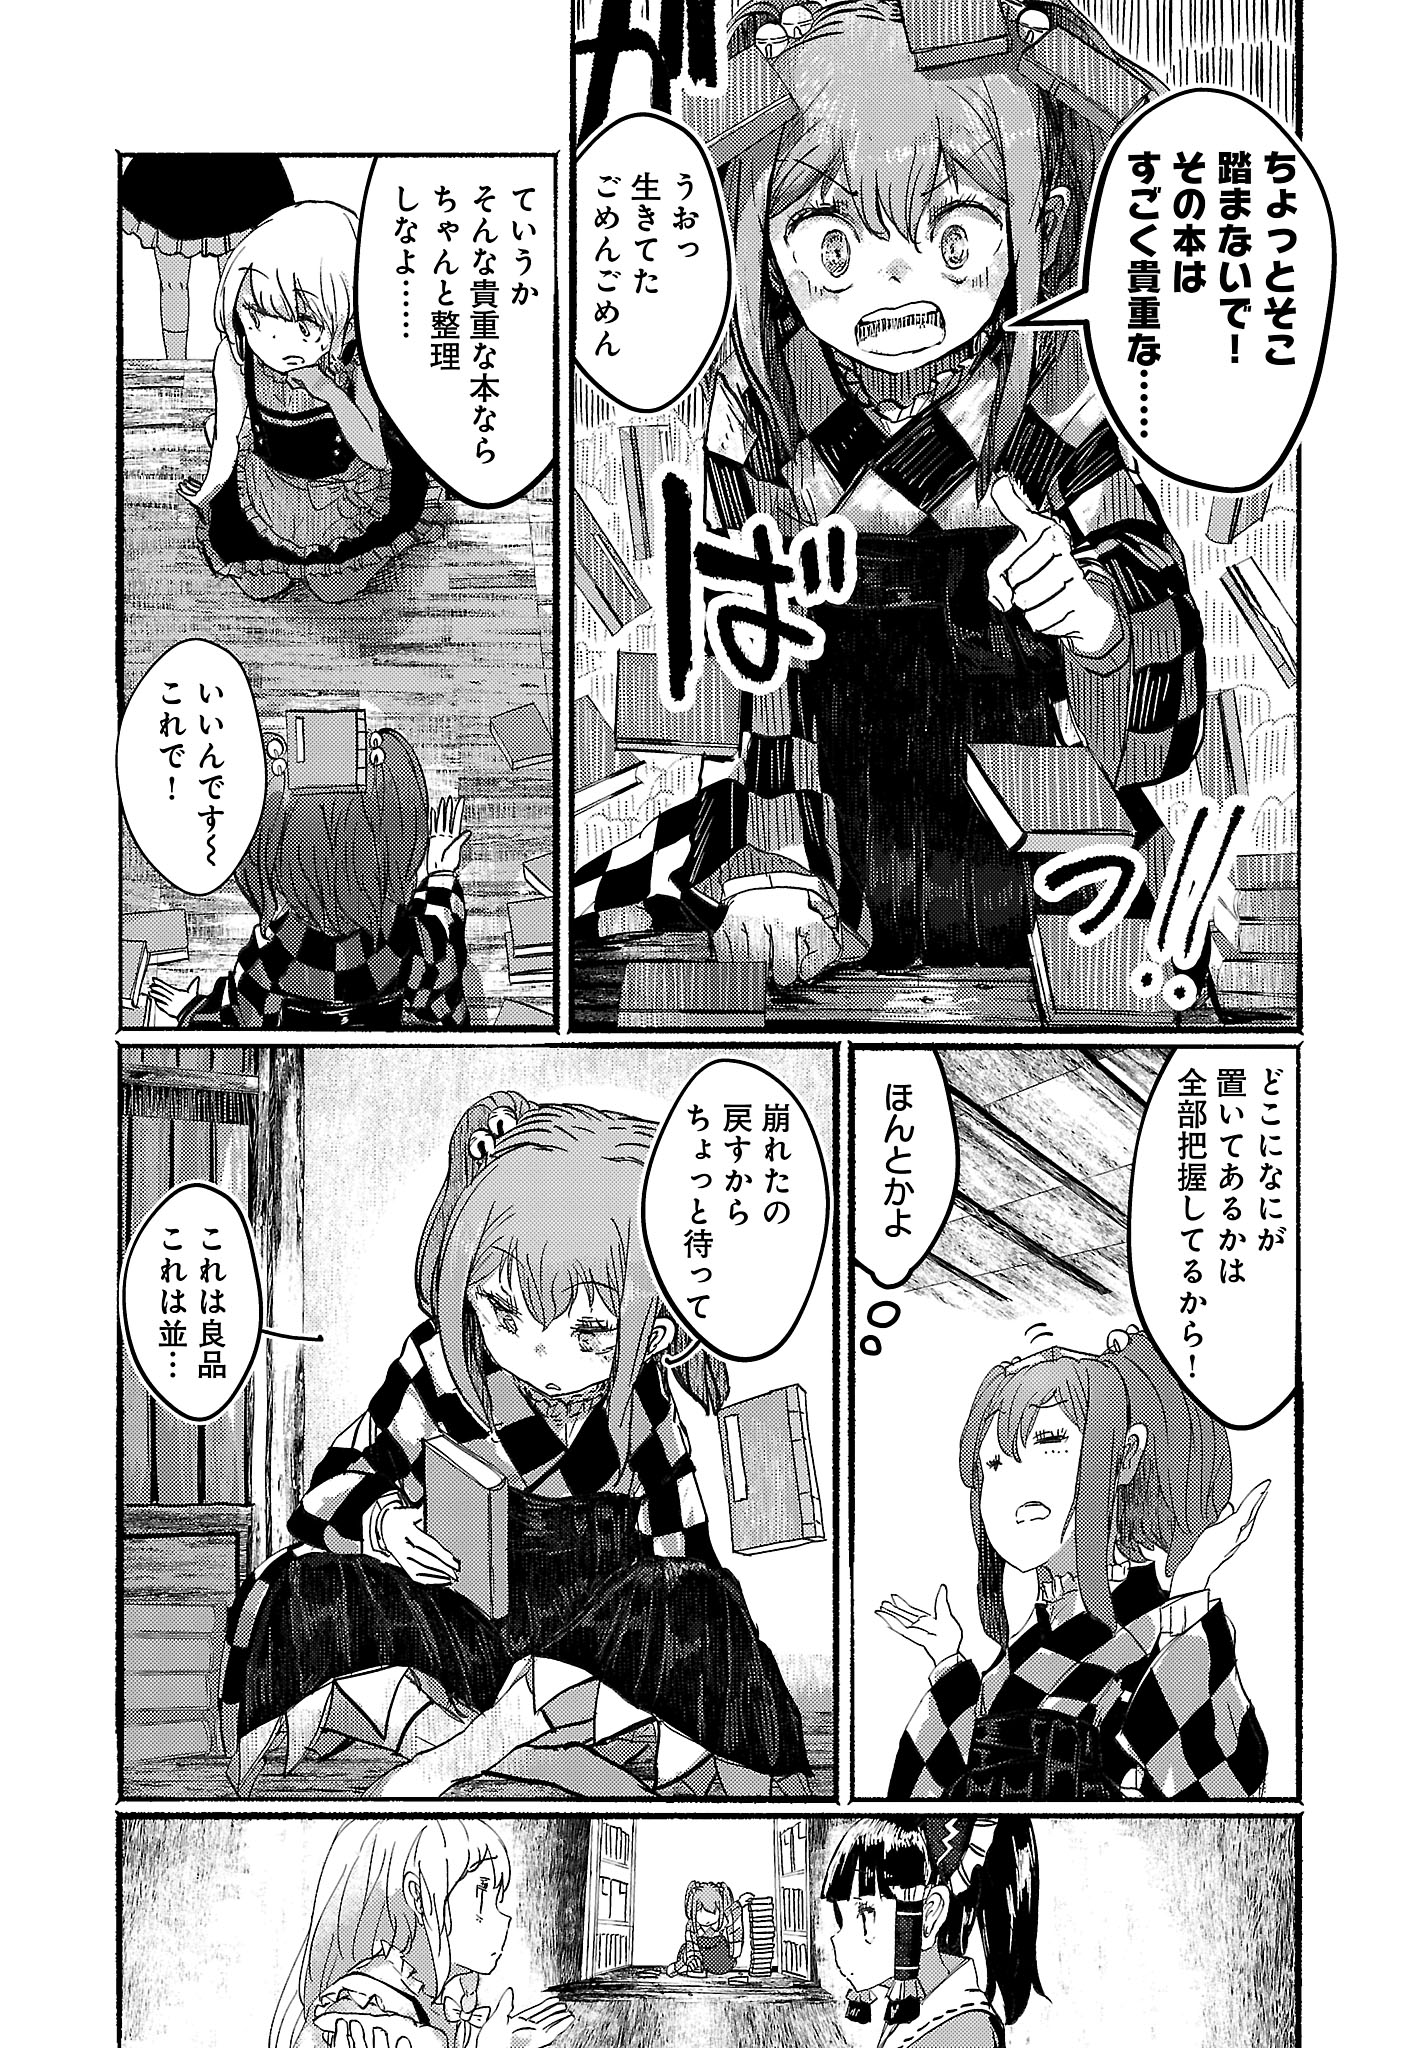 ちょっとそこ
踏まないで！
その本は
すごく貴重な……
がばっ!!
うおっ
生きてた
ごめんごめん
ていうか
そんな貴重な本なら
ちゃんと整理
しなよ……
いいんです〜
これで！
どこになにが
置いてあるかは
全部把握してるから！
ほんとかよ
崩れたの
戻すから
ちょっと待って
これは良品
これは並…